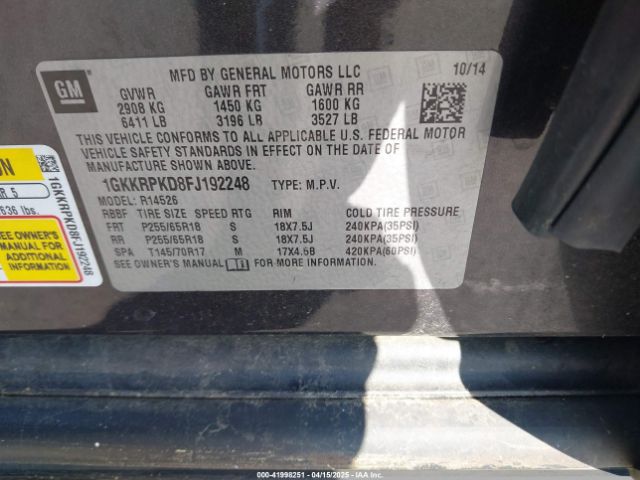 GM
MFD BY GENERAL MOTORS LLC 10/14
GVWR GAWR FRT GAWR RR
2908 KG 1450 KG 1600 KG
6411 LB 3196 LB 3527 LB
THIS VEHICLE CONFORMS TO ALL APPLICABLE U.S. FEDERAL MOTOR
VEHICLE SAFETY STANDARDS IN EFFECT ON THE DATE OF
MANUFACTURE SHOWN ABOVE.
1GKKRPKD8FJ192248 TYPE: M.P.V.
MODEL: R14526
RBBF TIRE SIZE SPEED RTG RIM COLD TIRE PRESSURE
FRT P255/65R18 S 18X7.5J 240KPA(35PSI)
RR P255/65R18 S 18X7.5J 240KPA(35PSI)
SPA T145/70R17 M 17X4.5B 420KPA(60PSI)
SEE OWNER'S MANUAL
ON
R 5
636 lbs.
SEE OWNER'S
MANUAL FOR
ADDITIONAL
INFORMATION
1GKKRPKD8FJ192248
000-41998251 - 04/15/2025 - IAAI.com